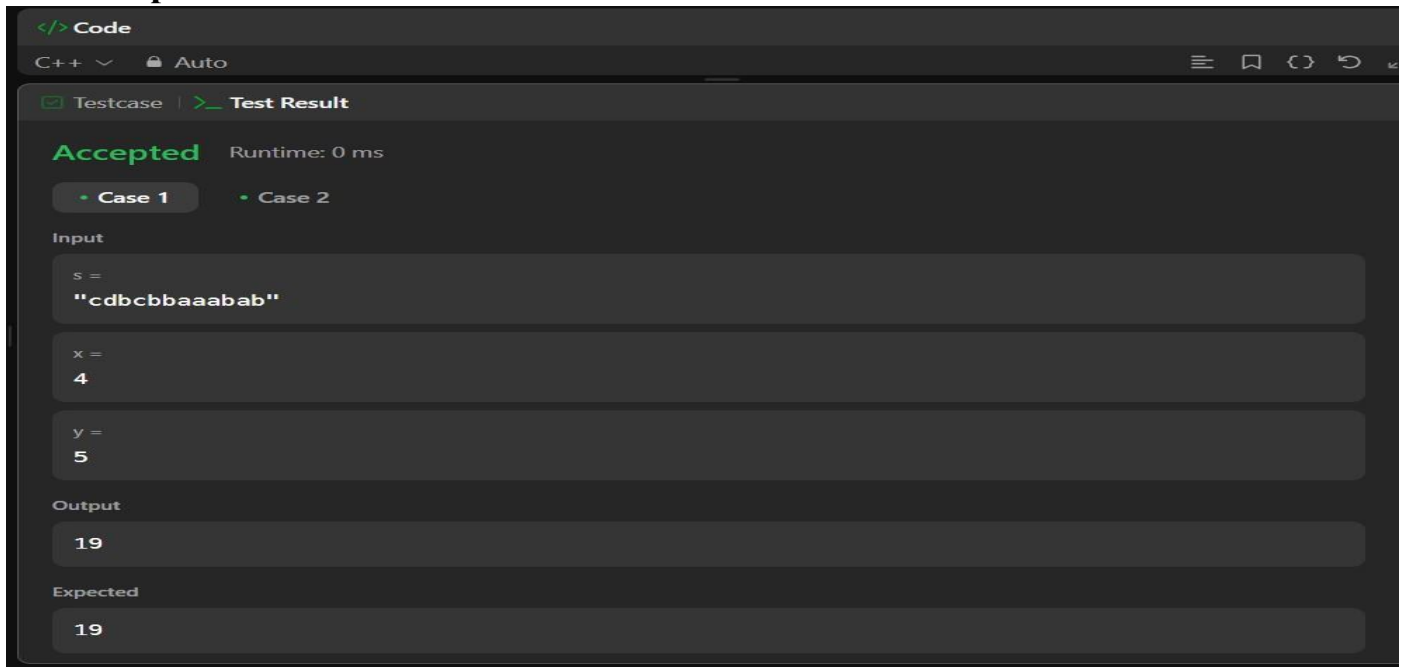 </> Code
C++ Auto
Testcase | >_ Test Result
Accepted Runtime: 0 ms
• Case 1 • Case 2
Input
s =
"cdbcbbaaabab"
x =
4
y =
5
Output
19
Expected
19